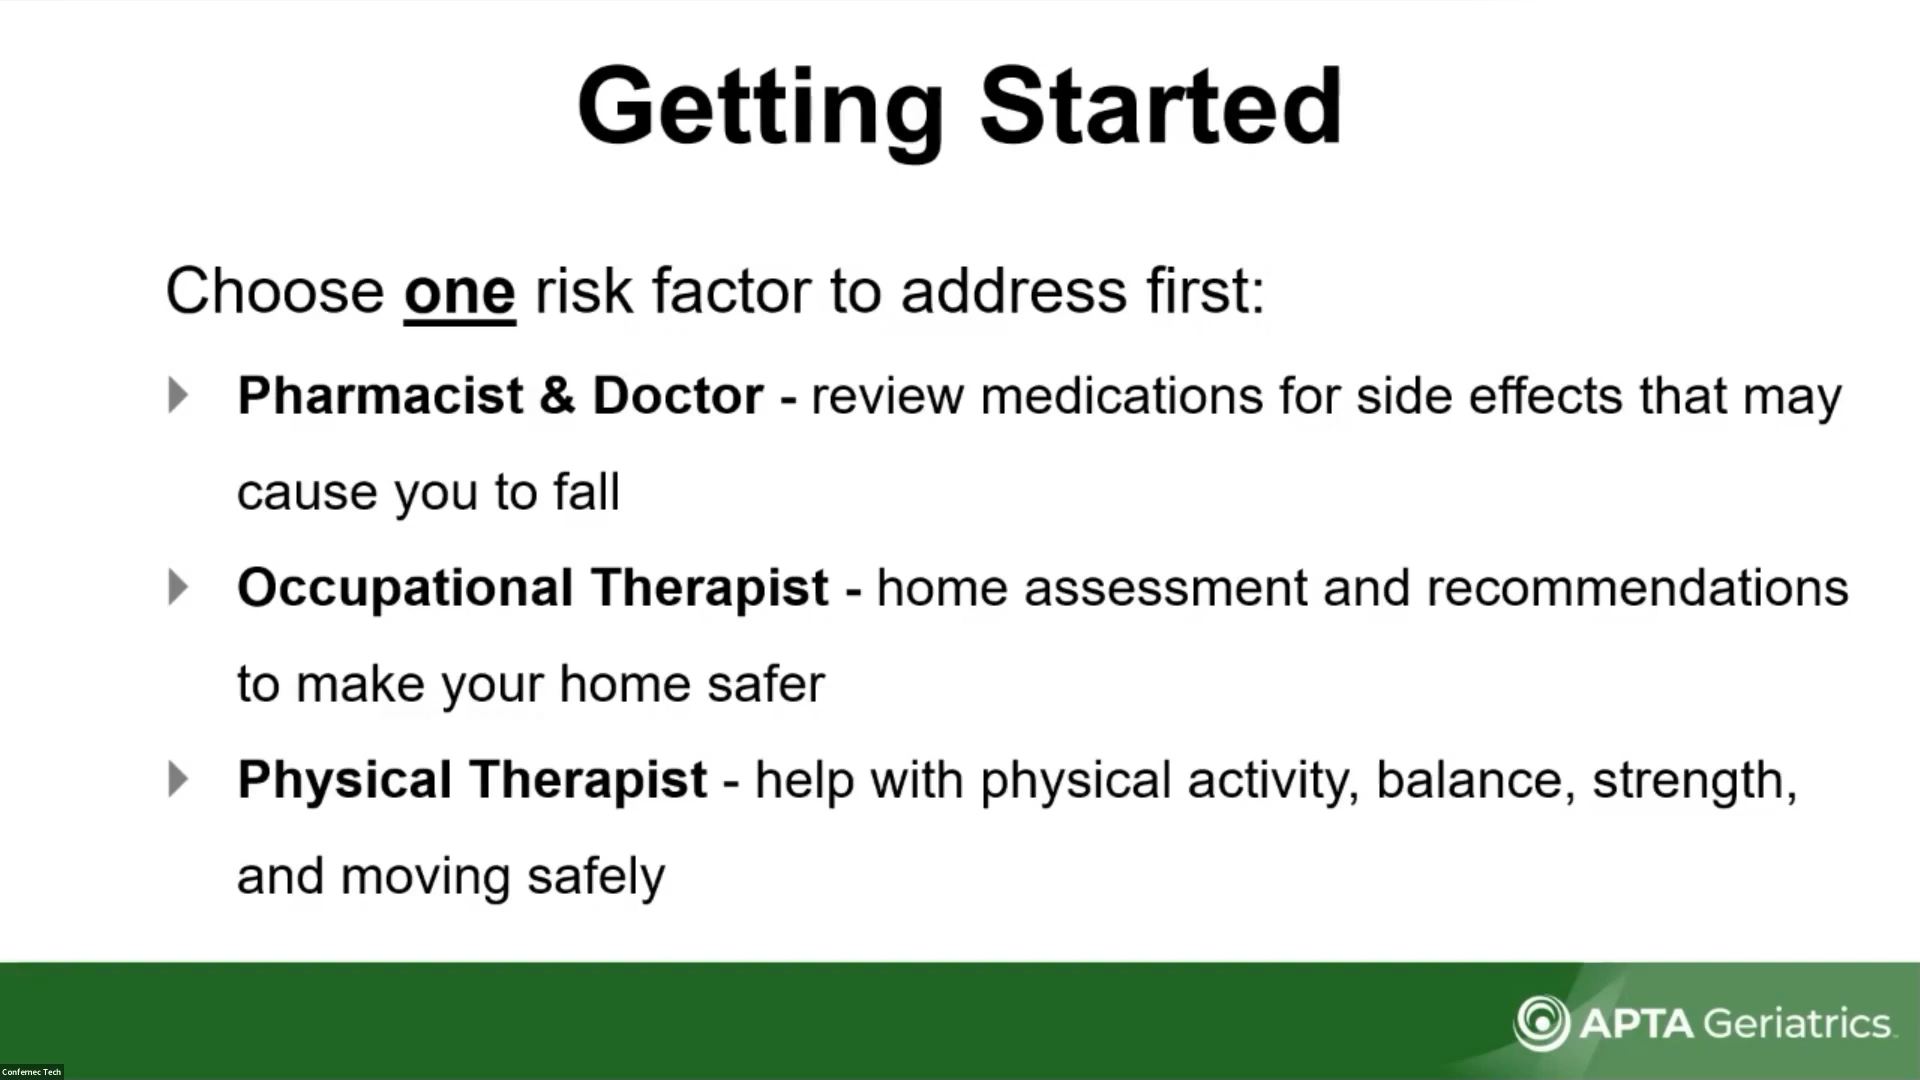 Getting Started
Choose one risk factor to address first:
Pharmacist & Doctor - review medications for side effects that may
cause you to fall
Occupational Therapist - home assessment and recommendations
to make your home safer
Physical Therapist - help with physical activity, balance, strength,
and moving safely
APTA Geriatrics
Confernec Tech